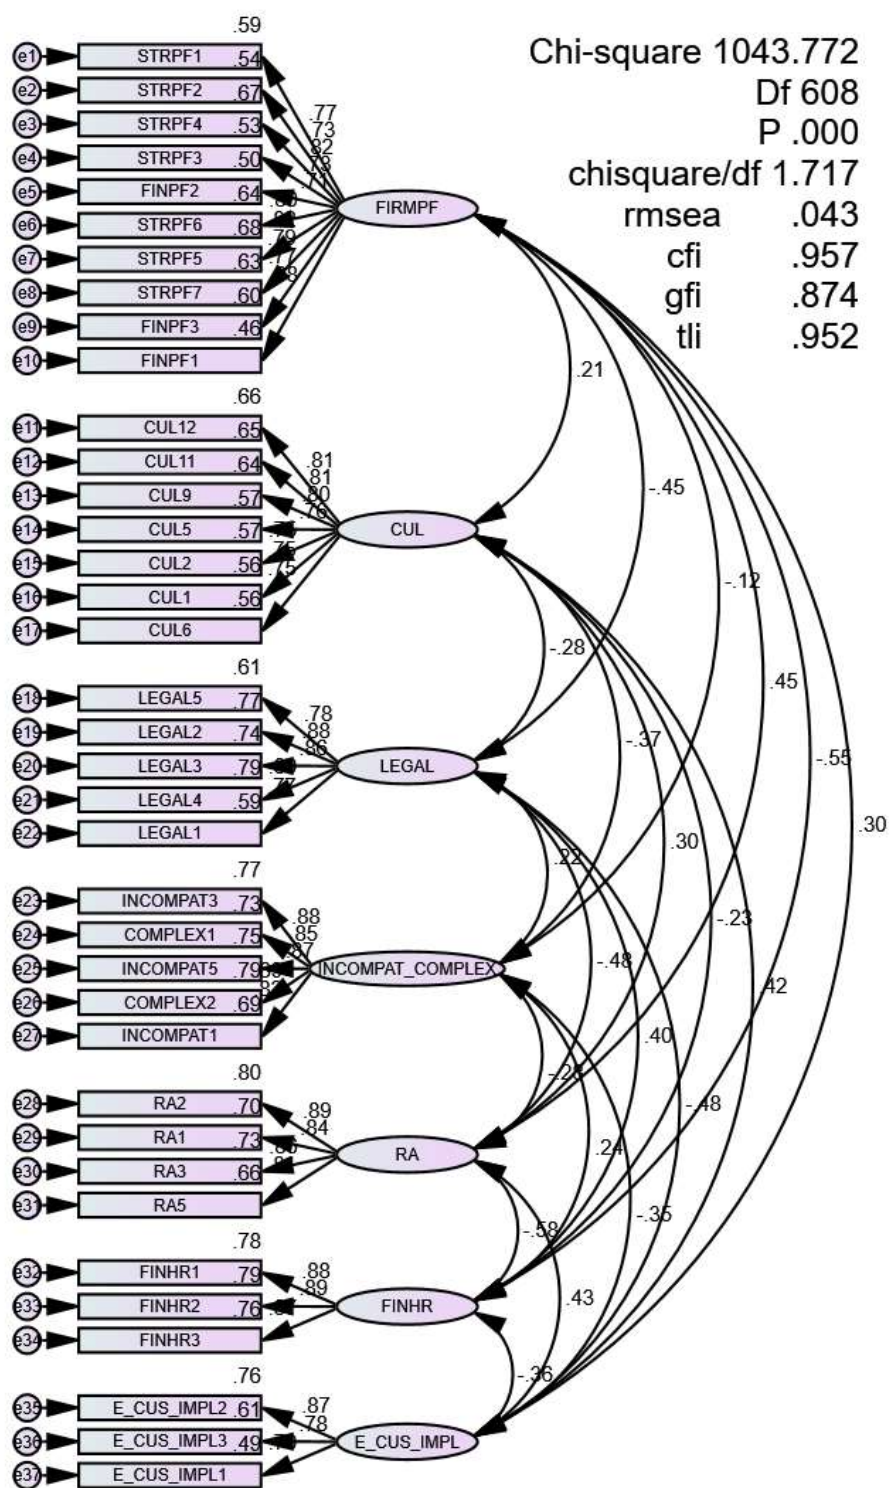 Chi-square 1043.772
Df 608
P .000
chisquare/df 1.717
rmsea .043
cfi .957
gfi .874
tli .952
.59
e1 STRPF1 .54
e2 STRPF2 .67
e3 STRPF4 .53
e4 STRPF3 .50
e5 FINPF2 .64
e6 STRPF6 .68
e7 STRPF5 .63
e8 STRPF7 .60
e9 FINPF3 .46
e10 FINPF1
.77
.73
.82
FIRMPF
.66
e11 CUL12 .65
e12 CUL11 .64
e13 CUL9 .57
e14 CUL5 .57
e15 CUL2 .56
e16 CUL1 .56
e17 CUL6
.81
.81
.80
.76
.75
CUL
.61
e18 LEGAL5 .77
e19 LEGAL2 .74
e20 LEGAL3 .79
e21 LEGAL4 .59
e22 LEGAL1
.78
.88
.86
.77
LEGAL
.77
e23 INCOMPAT3 .73
e24 COMPLEX1 .75
e25 INCOMPAT5 .79
e26 COMPLEX2 .69
e27 INCOMPAT1
.88
.85
.87
INCOMPAT_COMPLEX
.80
e28 RA2 .70
e29 RA1 .73
e30 RA3 .66
e31 RA5
.89
.84
RA
.78
e32 FINHR1 .79
e33 FINHR2 .76
e34 FINHR3
.88
.89
FINHR
.76
e35 E_CUS_IMPL2 .61
e36 E_CUS_IMPL3 .49
e37 E_CUS_IMPL1
.87
.78
E_CUS_IMPL
.21
-.45
-.12
.45
-.55
.30
-.28
-.37
.30
-.23
.42
.22
-.48
.40
-.48
-.28
.24
-.35
-.58
.43
-.36